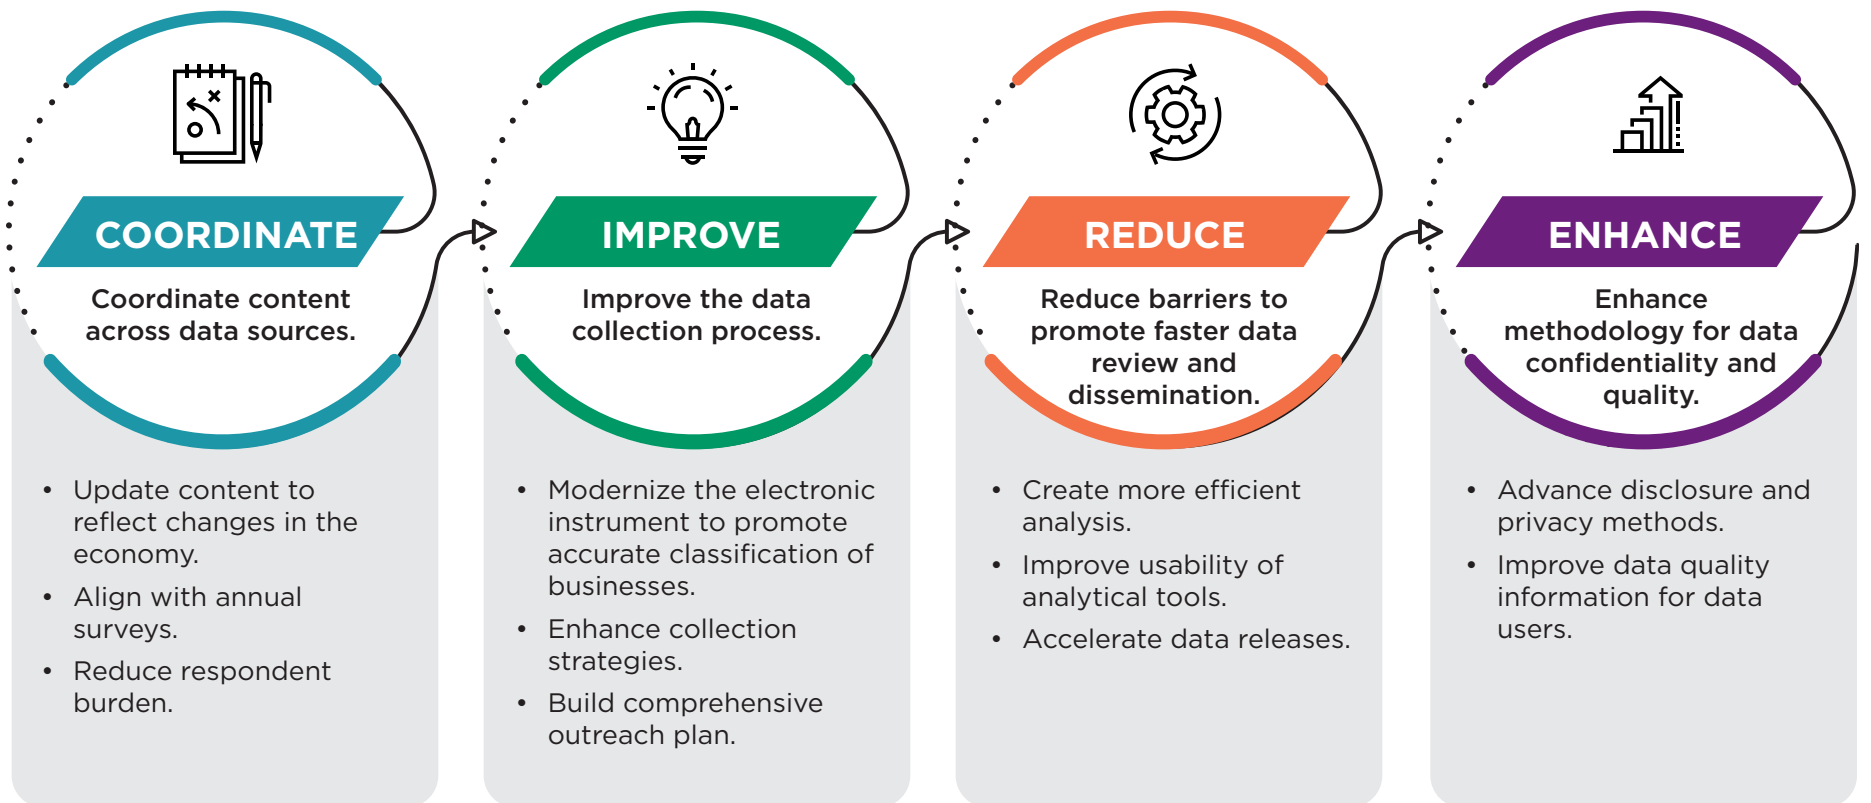 COORDINATE
Coordinate content
across data sources.
• Update content to
reflect changes in the
economy.
• Align with annual
surveys.
• Reduce respondent
burden.
IMPROVE
Improve the data
collection process.
• Modernize the electronic
instrument to promote
accurate classification of
businesses.
• Enhance collection
strategies.
• Build comprehensive
outreach plan.
REDUCE
Reduce barriers to
promote faster data
review and
dissemination.
• Create more efficient
analysis.
• Improve usability of
analytical tools.
• Accelerate data releases.
ENHANCE
Enhance
methodology for data
confidentiality and
quality.
• Advance disclosure and
privacy methods.
• Improve data quality
information for data
users.